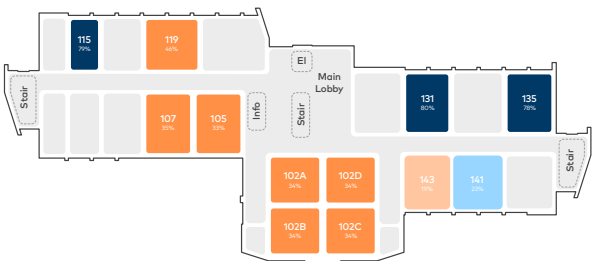 115
79%
119
46%
El
Main
Lobby
Stair
107
35%
105
33%
Info
Stair
131
80%
135
78%
Stair
102A
34%
102D
34%
143
19%
141
23%
102B
34%
102C
34%